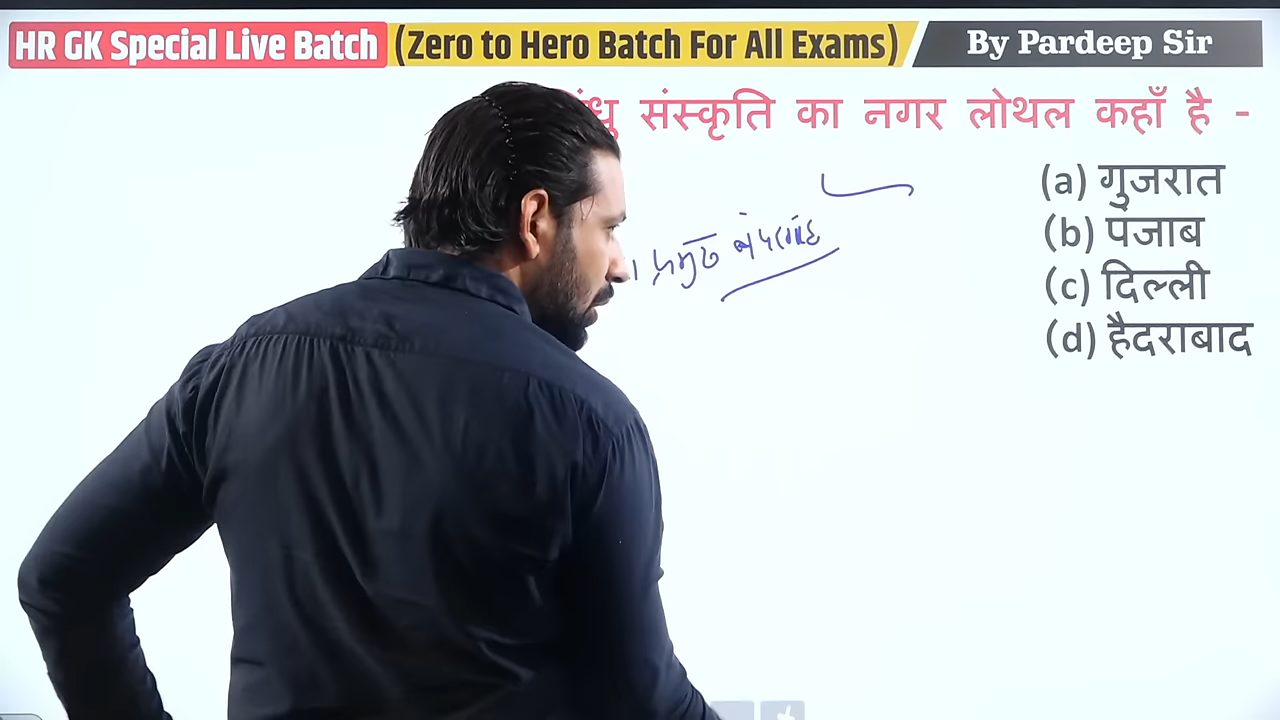 HR GK Special Live Batch (Zero to Hero Batch For All Exams) By Pardeep Sir
संस्कृति का नगर लोथल कहाँ है -
(a) गुजरात
(b) पंजाब
(c) दिल्ली
(d) हैदराबाद